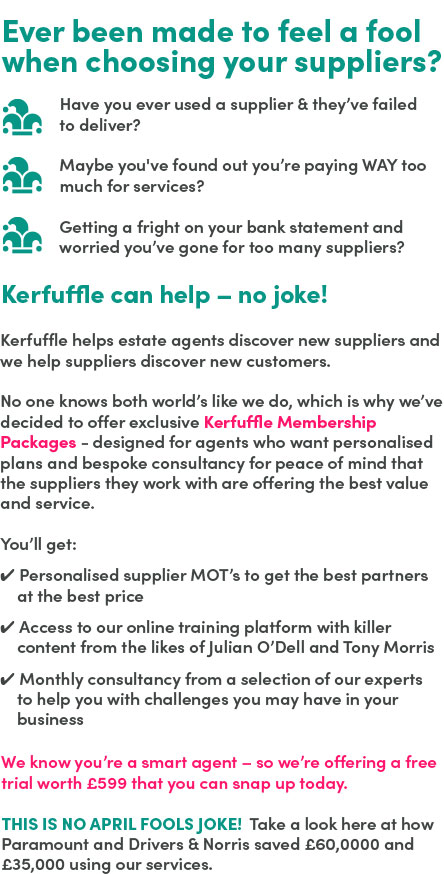 Ever been made to feel a fool
when choosing your suppliers?
Have you ever used a supplier & they’ve failed
to deliver?
Maybe you've found out you’re paying WAY too
much for services?
Getting a fright on your bank statement and
worried you’ve gone for too many suppliers?
Kerfuffle can help – no joke!
Kerfuffle helps estate agents discover new suppliers and
we help suppliers discover new customers.
No one knows both world’s like we do, which is why we’ve
decided to offer exclusive Kerfuffle Membership
Packages - designed for agents who want personalised
plans and bespoke consultancy for peace of mind that
the suppliers they work with are offering the best value
and service.
You’ll get:
✔ Personalised supplier MOT’s to get the best partners
at the best price
✔ Access to our online training platform with killer
content from the likes of Julian O’Dell and Tony Morris
✔ Monthly consultancy from a selection of our experts
to help you with challenges you may have in your
business
We know you’re a smart agent – so we’re offering a free
trial worth £599 that you can snap up today.
THIS IS NO APRIL FOOLS JOKE! Take a look here at how
Paramount and Drivers & Norris saved £60,0000 and
£35,000 using our services.